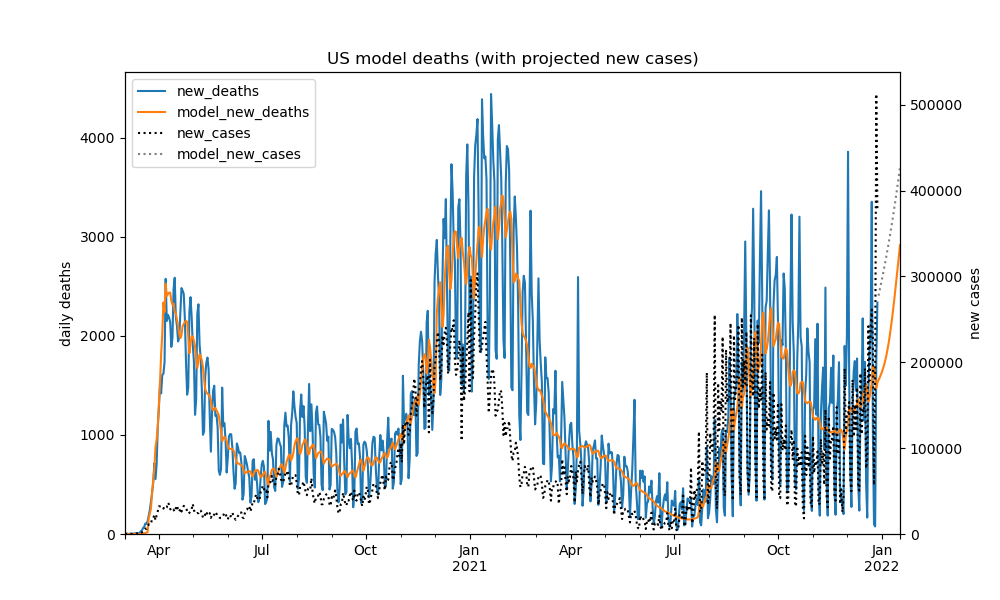 US model deaths (with projected new cases)
new_deaths
model_new_deaths
new_cases
model_new_cases
daily deaths
new cases
4000
3000
2000
1000
0
500000
400000
300000
200000
100000
0
Apr
Jul
Oct
Jan
2021
Apr
Jul
Oct
Jan
2022